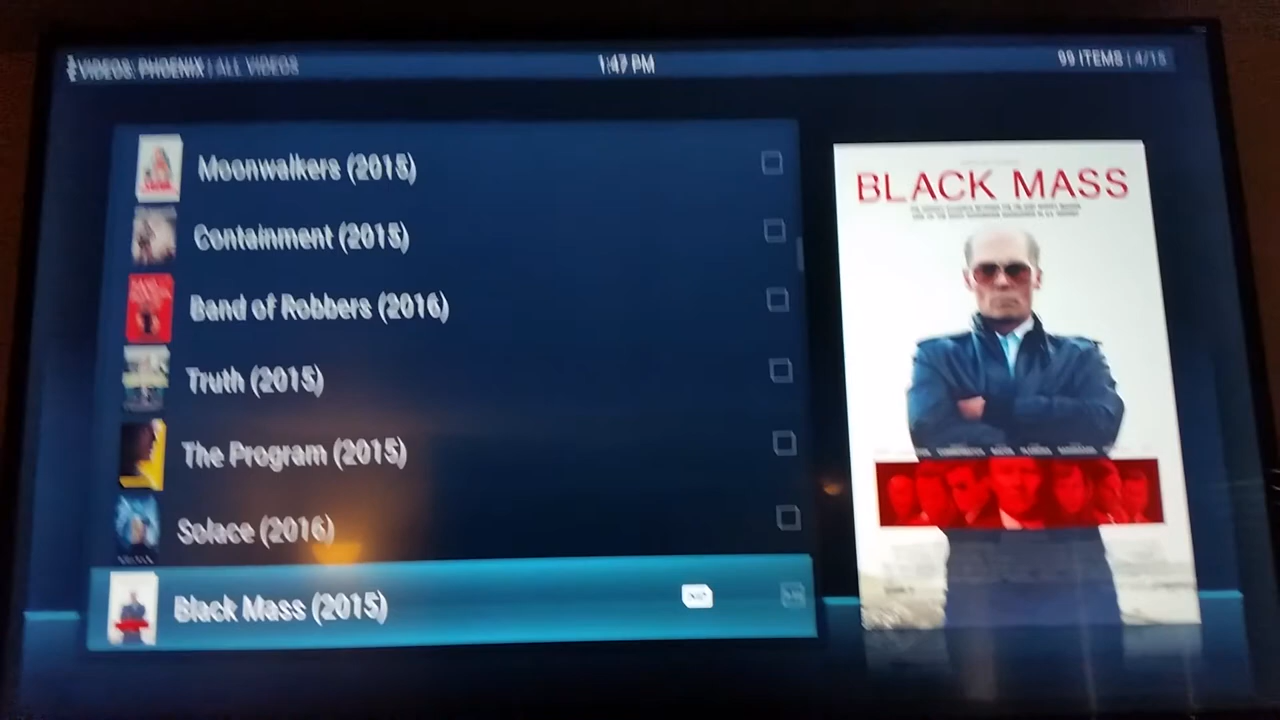 VIDEOS: PHOENIX | ALL VIDEOS
1:47 PM
99 ITEMS | 4/15
Moonwalkers (2015)
Containment (2015)
Band of Robbers (2016)
Truth (2015)
The Program (2015)
Solace (2016)
Black Mass (2015)
BLACK MASS